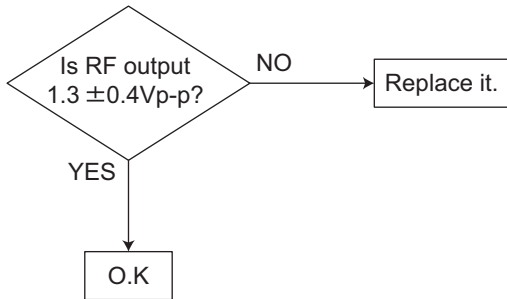 Is RF output
1.3 ±0.4Vp-p?
NO
Replace it.
YES
O.K